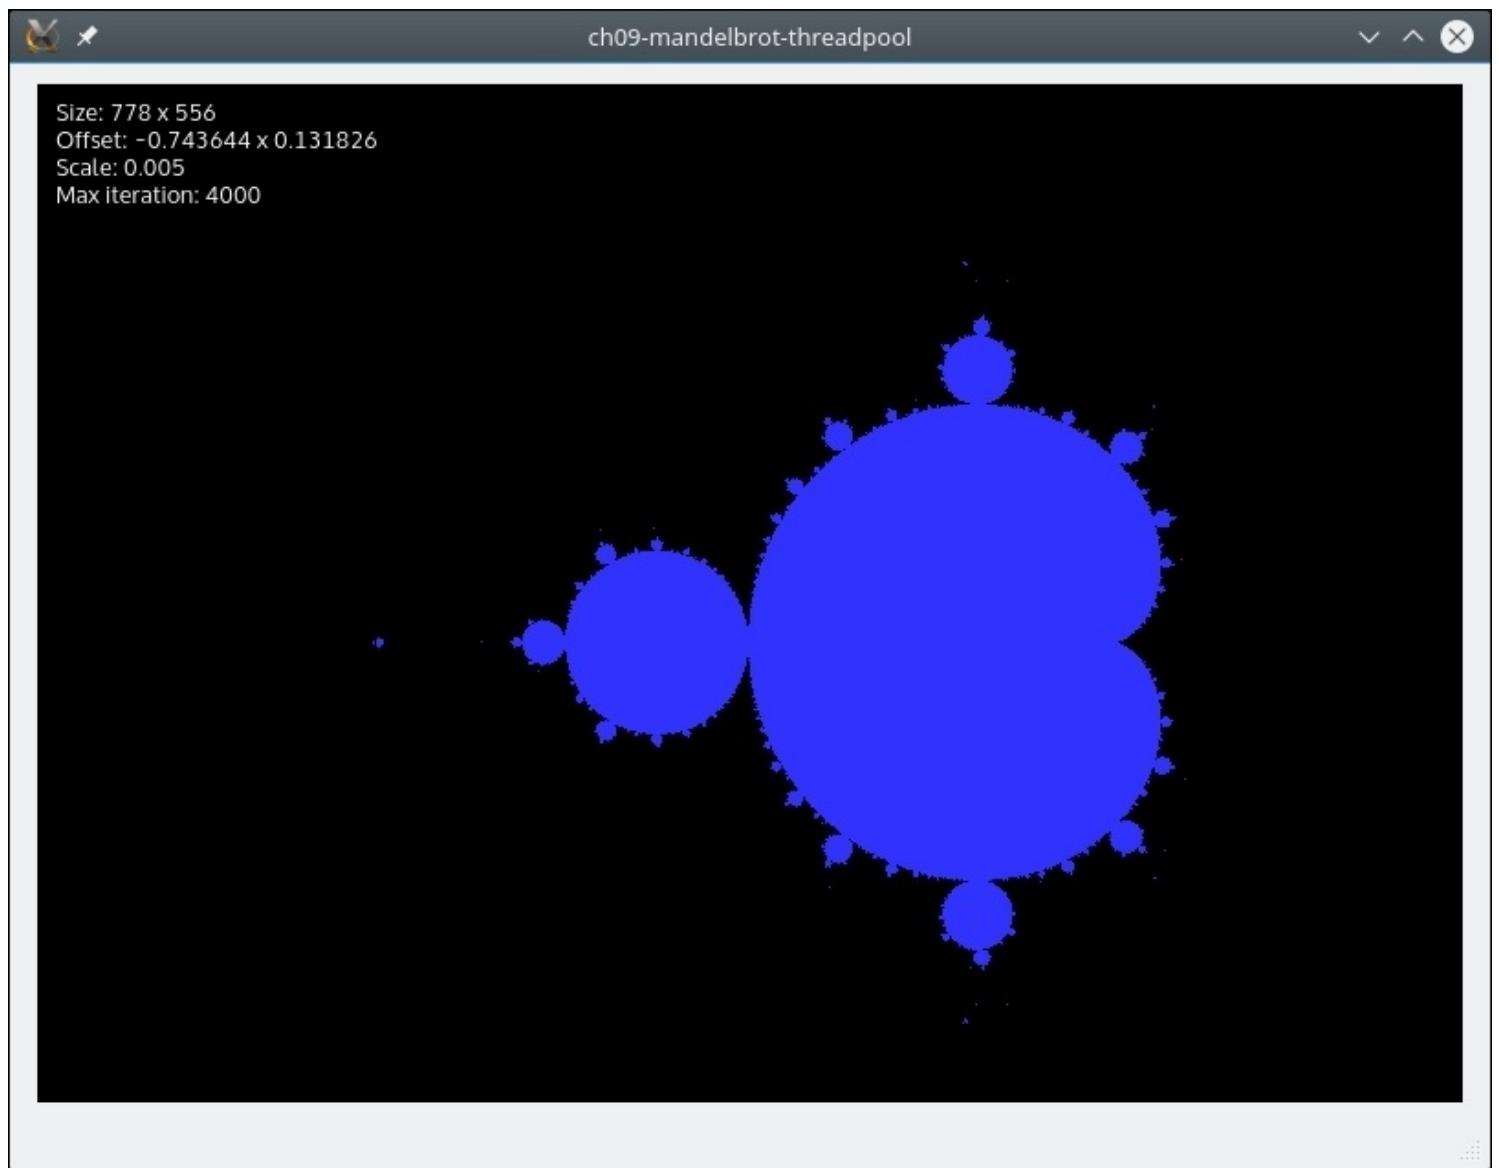 ch09-mandelbrot-threadpool
Size: 778 x 556
Offset: -0.743644 x 0.131826
Scale: 0.005
Max iteration: 4000